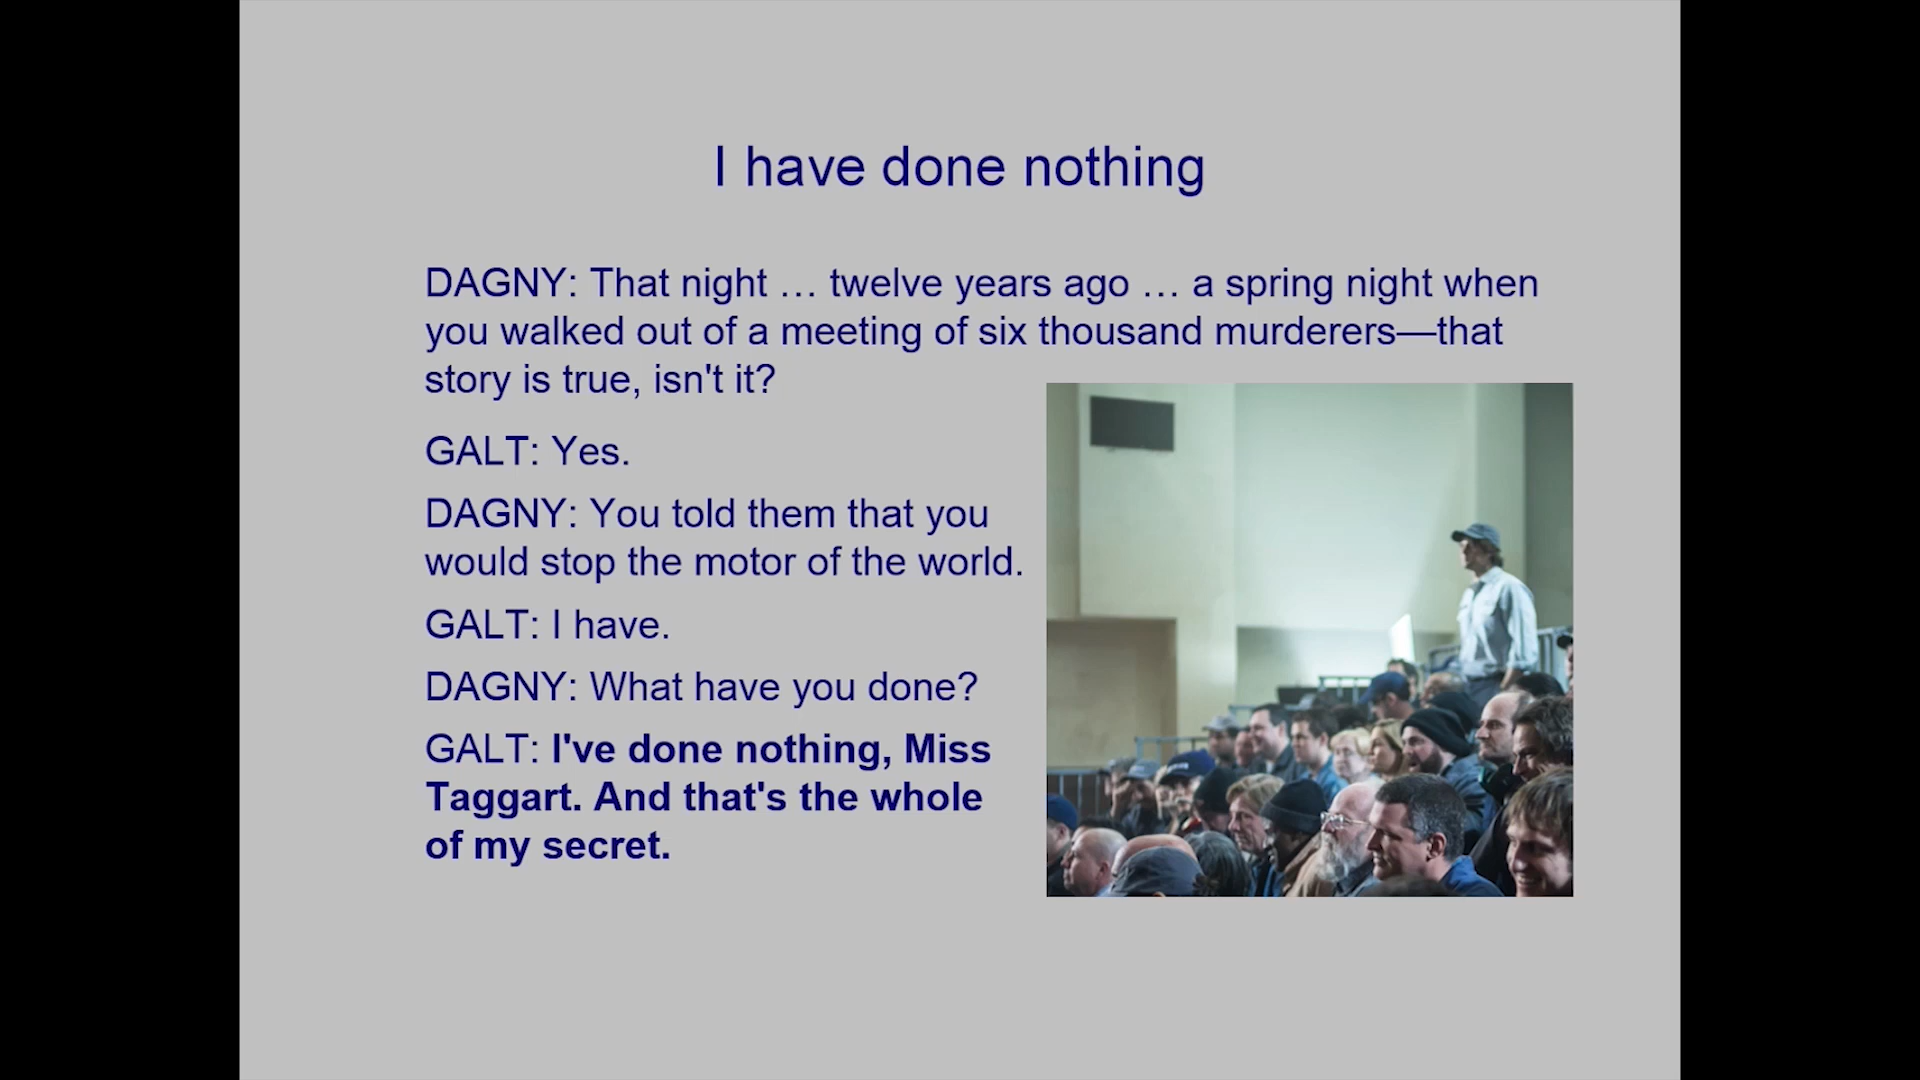 I have done nothing
DAGNY: That night … twelve years ago … a spring night when
you walked out of a meeting of six thousand murderers—that
story is true, isn't it?
GALT: Yes.
DAGNY: You told them that you
would stop the motor of the world.
GALT: I have.
DAGNY: What have you done?
GALT: I've done nothing, Miss
Taggart. And that's the whole
of my secret.